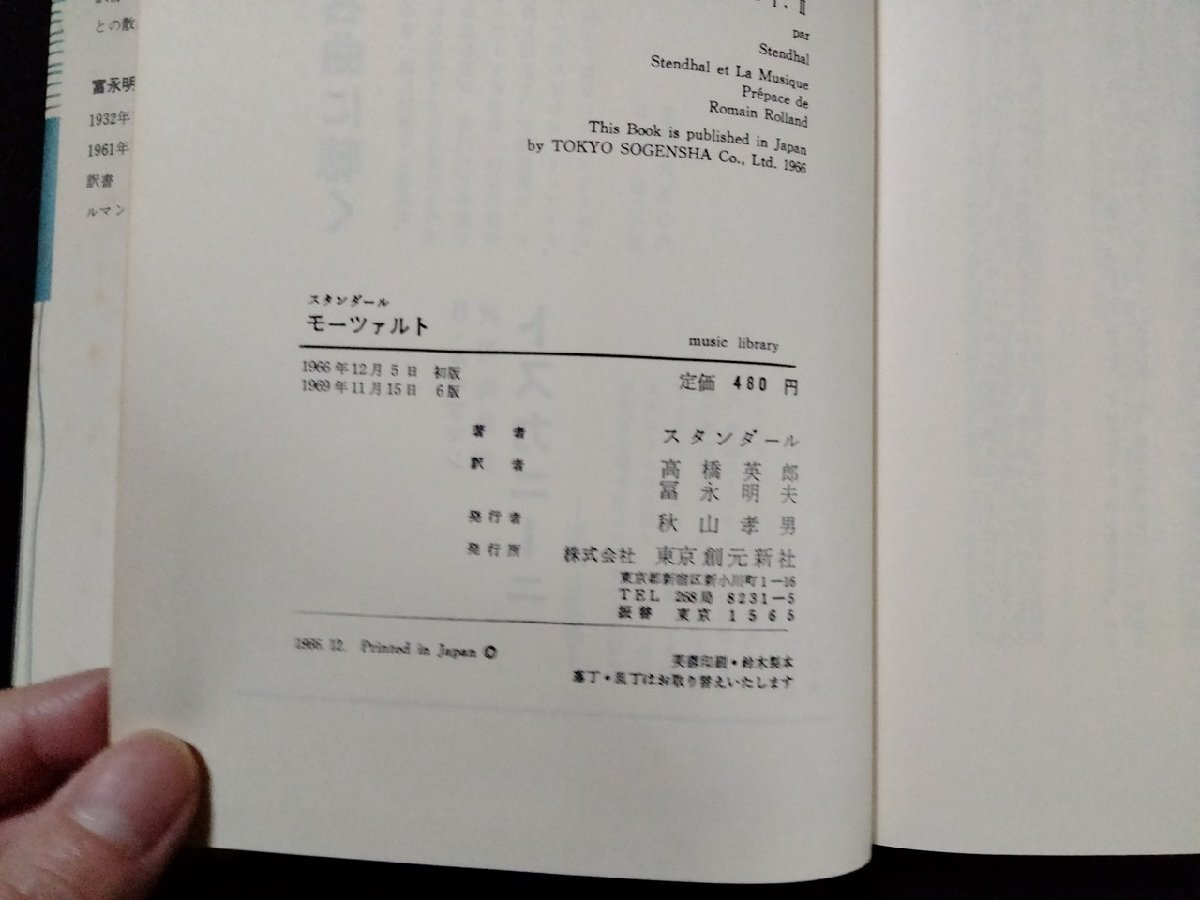 との散
富永明
1932年
1961年
訳書
ルマン
I. II
par
Stendhal
Stendhal et La Musique
Prépace de
Romain Rolland
This Book is published in Japan
by TOKYO SOGENSHA Co., Ltd. 1966
スタンダール
モーツァルト
music library
1966年12月5日 初版
1969年11月15日 6版
定価 480円
著者 スタンダール
訳者 高橋英郎
冨永明夫
発行者 秋山孝男
発行所 株式会社 東京創元新社
東京都新宿区新小川町1―16
TEL 268局 8231―5
振替 東京 1565
1966. 12. Printed in Japan ©
芙蓉印刷・鈴木製本
落丁・乱丁はお取り替えいたします